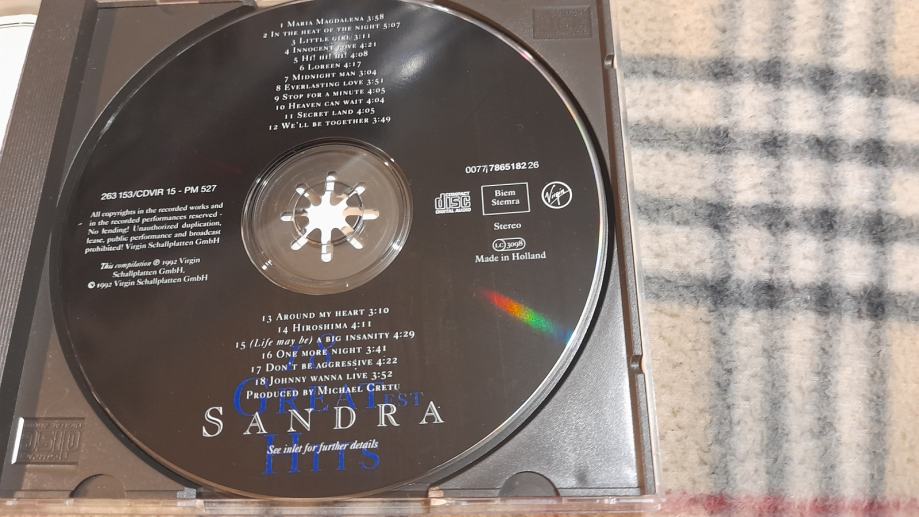 1 Maria Magdalena 3:58
2 In the heat of the night 5:07
3 Little girl 3:11
4 Innocent love 4:21
5 Hi! hi! hi! 4:08
6 Loreen 4:17
7 Midnight man 3:04
8 Everlasting love 3:51
9 Stop for a minute 4:05
10 Heaven can wait 4:04
11 Secret land 4:05
12 We'll be together 3:49
263 153/CDVIR 15 - PM 527
All copyrights in the recorded works and
in the recorded performances reserved -
No lending! Unauthorized duplication,
lease, public performance and broadcast
prohibited! Virgin Schallplatten GmbH
This compilation ℗ 1992 Virgin
Schallplatten GmbH,
© 1992 Virgin Schallplatten GmbH
0077778651822 6
COMPACT
disc
DIGITAL AUDIO
Biem
Stemra
Virgin
Stereo
LC 3098
Made in Holland
13 Around my heart 3:10
14 Hiroshima 4:11
15 (Life may be) a big insanity 4:29
16 One more night 3:41
17 Don't be aggressive 4:22
18 Johnny wanna live 3:52
Produced by Michael Cretu
18
Greatest
SANDRA
Hits
See inlet for further details